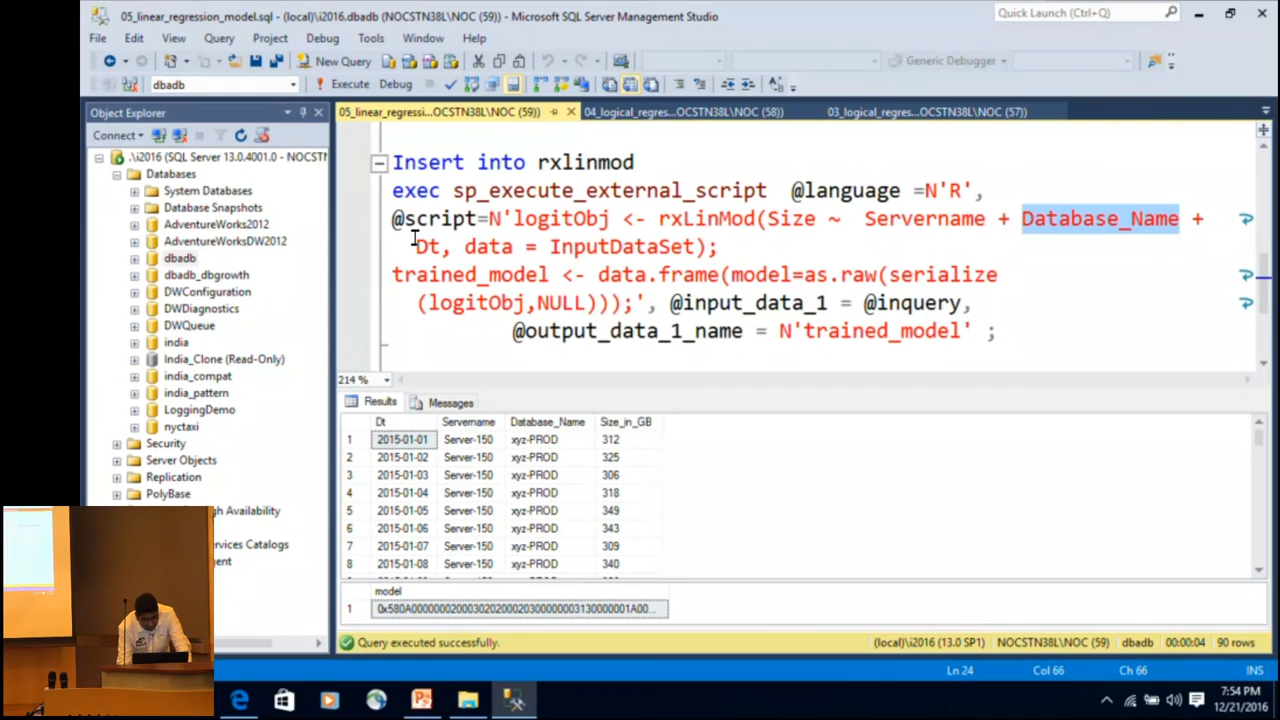 05_linear_regression_model.sql - (local)\i2016.dbadb (NOCSTN38L\NOC (59)) - Microsoft SQL Server Management Studio
Quick Launch (Ctrl+Q)
File Edit View Query Project Debug Tools Window Help
New Query
Generic Debugger
dbadb
Execute Debug
Object Explorer
Connect
.\i2016 (SQL Server 13.0.4001.0 - NOCSTN
Databases
System Databases
Database Snapshots
AdventureWorks2012
AdventureWorksDW2012
dbadb
dbadb_dbgrowth
DWConfiguration
DWDiagnostics
DWQueue
india
India_Clone (Read-Only)
india_compat
india_pattern
LoggingDemo
nyctaxi
Security
Server Objects
Replication
PolyBase
gh Availability
rvices Catalogs
gent
05_linear_regressi...OCSTN38L\NOC (59)) 04_logical_regres...OCSTN38L\NOC (58)) 03_logical_regres...OCSTN38L\NOC (57))
Insert into rxlinmod
exec sp_execute_external_script @language =N'R',
@script=N'logitObj <- rxLinMod(Size ~ Servername + Database_Name +
Dt, data = InputDataSet);
trained_model <- data.frame(model=as.raw(serialize
(logitObj,NULL)));', @input_data_1 = @inquery,
@output_data_1_name = N'trained_model' ;
214 %
Results Messages
Dt Servername Database_Name Size_in_GB
1 2015-01-01 Server-150 xyz-PROD 312
2 2015-01-02 Server-150 xyz-PROD 325
3 2015-01-03 Server-150 xyz-PROD 306
4 2015-01-04 Server-150 xyz-PROD 318
5 2015-01-05 Server-150 xyz-PROD 349
6 2015-01-06 Server-150 xyz-PROD 343
7 2015-01-07 Server-150 xyz-PROD 309
8 2015-01-08 Server-150 xyz-PROD 340
model
1 0x580A000000020003020200020300000003130000001A00...
Query executed successfully. (local)\i2016 (13.0 SP1) NOCSTN38L\NOC (59) dbadb 00:00:04 90 rows
Ln 24 Col 66 Ch 66 INS
7:54 PM
12/21/2016